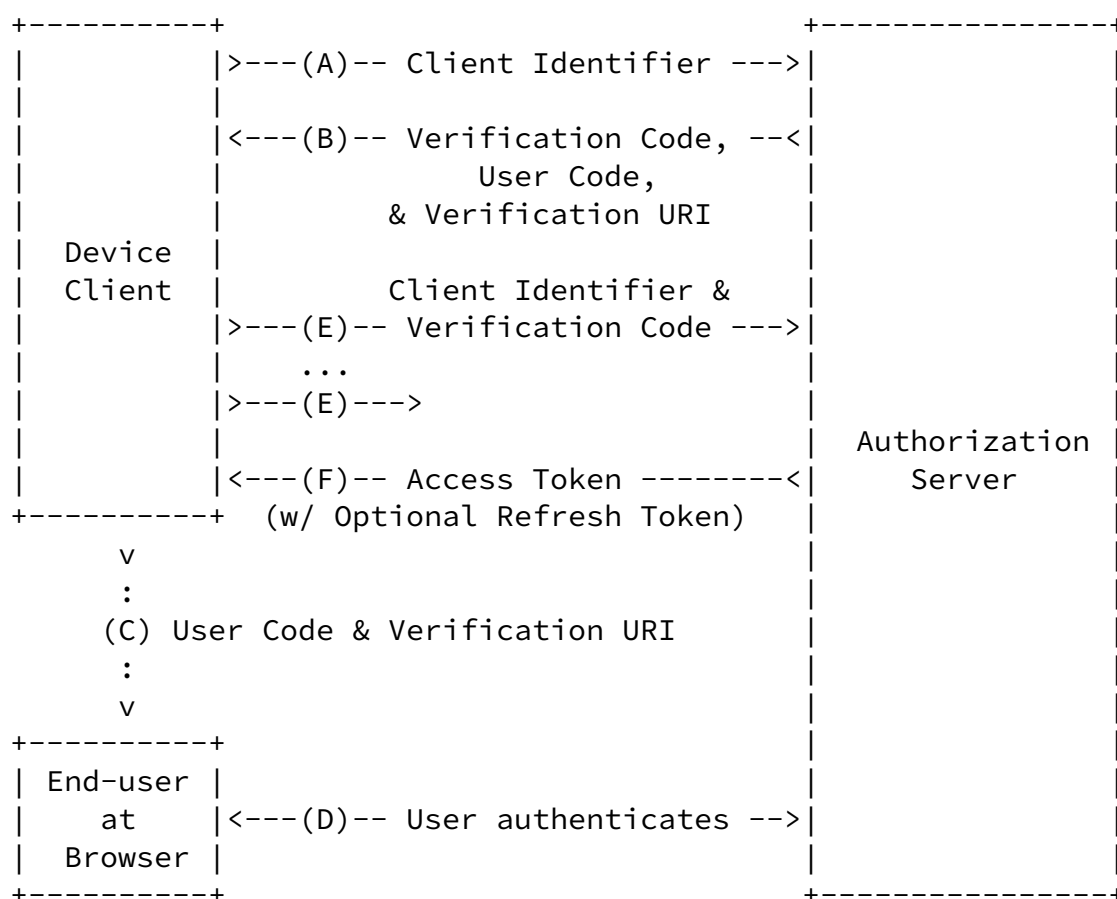 +----------+                                +----------------+
|          |>---(A)-- Client Identifier --->|                |
|          |                                |                |
|          |<---(B)-- Verification Code, --<|                |
|          |              User Code,        |                |
|          |         & Verification URI     |                |
|  Device  |                                |                |
|  Client  |         Client Identifier &    |                |
|          |>---(E)-- Verification Code --->|                |
|          |    ...                         |                |
|          |>---(E)--->                     |                |
|          |                                |  Authorization |
|          |<---(F)-- Access Token --------<|     Server     |
+----------+  (w/ Optional Refresh Token)   |                |
      v                                     |                |
      :                                     |                |
     (C) User Code & Verification URI       |                |
      :                                     |                |
      v                                     |                |
+----------+                                |                |
| End-user |                                |                |
|    at    |<---(D)-- User authenticates -->|                |
|  Browser |                                |                |
+----------+                                +----------------+